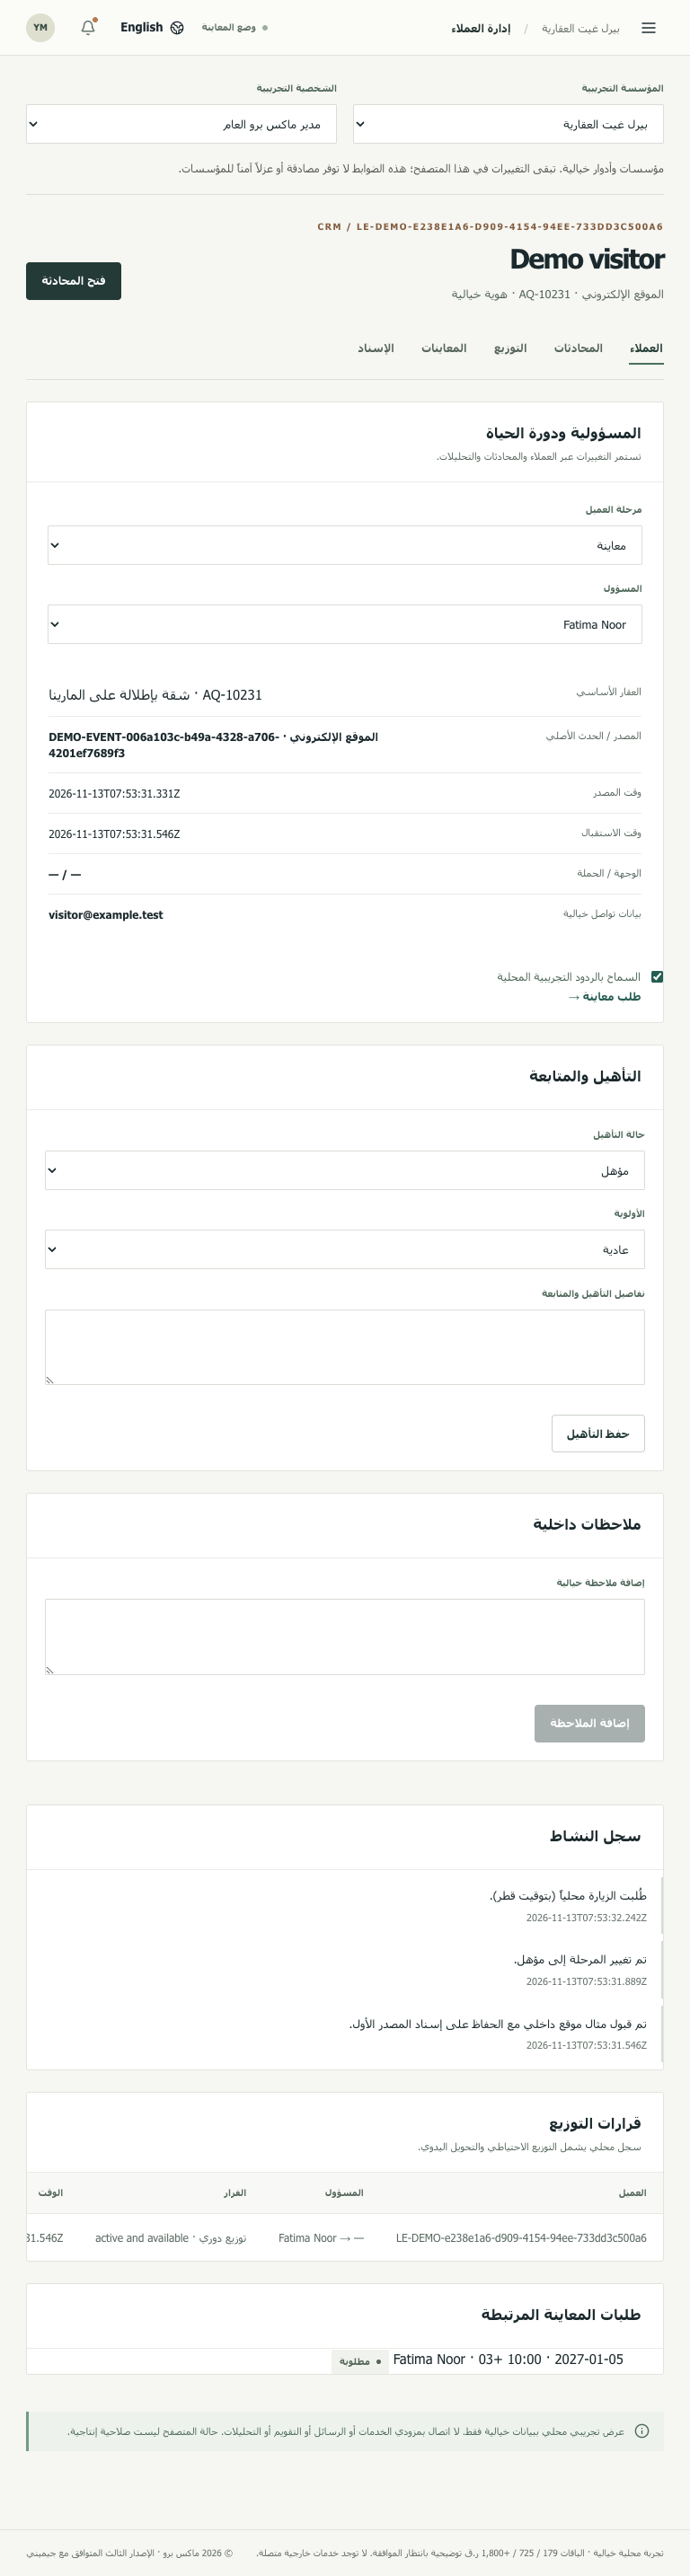 بيرل غيت العقارية / إدارة العملاء
وضع المعاينة
English
YM
المؤسسة التجريبية
بيرل غيت العقارية
الشخصية التجريبية
مدير ماكس برو العام
مؤسسات وأدوار خيالية. تبقى التغييرات في هذا المتصفح؛ هذه الضوابط لا توفر مصادقة أو عزلاً آمناً للمؤسسات.
CRM / LE-DEMO-E238E1A6-D909-4154-94EE-733DD3C500A6
Demo visitor
الموقع الإلكتروني · AQ-10231 · هوية خيالية
فتح المحادثة
العملاء
المحادثات
التوزيع
المعاينات
الإسناد
المسؤولية ودورة الحياة
تستمر التغييرات عبر العملاء والمحادثات والتحليلات.
مرحلة العميل
معاينة
المسؤول
Fatima Noor
العقار الأساسي
AQ-10231 · شقة بإطلالة على المارينا
المصدر / الحدث الأصلي
الموقع الإلكتروني · DEMO-EVENT-006a103c-b49a-4328-a706-
4201ef7689f3
وقت المصدر
2026-11-13T07:53:31.331Z
وقت الاستقبال
2026-11-13T07:53:31.546Z
الوجهة / الحملة
— / —
بيانات تواصل خيالية
visitor@example.test
السماح بالردود التجريبية المحلية
طلب معاينة →
التأهيل والمتابعة
حالة التأهيل
مؤهل
الأولوية
عادية
تفاصيل التأهيل والمتابعة
حفظ التأهيل
ملاحظات داخلية
إضافة ملاحظة خيالية
إضافة الملاحظة
سجل النشاط
طُلبت الزيارة محلياً (بتوقيت قطر).
2026-11-13T07:53:32.242Z
تم تغيير المرحلة إلى مؤهل.
2026-11-13T07:53:31.889Z
تم قبول مثال موقع داخلي مع الحفاظ على إسناد المصدر الأول.
2026-11-13T07:53:31.546Z
قرارات التوزيع
سجل محلي يشمل التوزيع الاحتياطي والتحويل اليدوي.
العميل
المسؤول
القرار
الوقت
LE-DEMO-e238e1a6-d909-4154-94ee-733dd3c500a6
— → Fatima Noor
توزيع دوري · active and available
31.546Z
طلبات المعاينة المرتبطة
2027-01-05 · 10:00 +03 · Fatima Noor
مطلوبة
عرض تجريبي محلي ببيانات خيالية فقط. لا اتصال بمزودي الخدمات أو الرسائل أو التقويم أو التحليلات. حالة المتصفح ليست صلاحية إنتاجية.
تجربة محلية خيالية · الباقات 179 / 725 / +1,800 ر.ق توضيحية بانتظار الموافقة. لا توجد خدمات خارجية متصلة.
© 2026 ماكس برو · الإصدار الثالث المتوافق مع جيميني